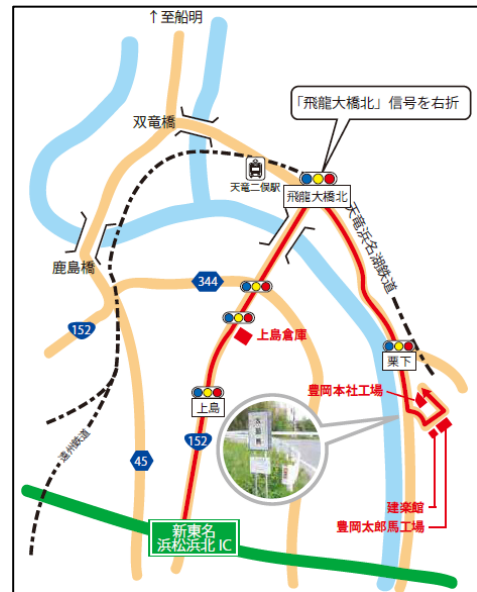 ↑至船明
「飛龍大橋北」信号を右折
双竜橋
天竜二俣駅
飛龍大橋北
天竜浜名湖鉄道
鹿島橋
344
152
上島倉庫
栗下
豊岡本社工場
上島
152
遠州鉄道
45
建楽館
豊岡太郎馬工場
新東名
浜松浜北 IC